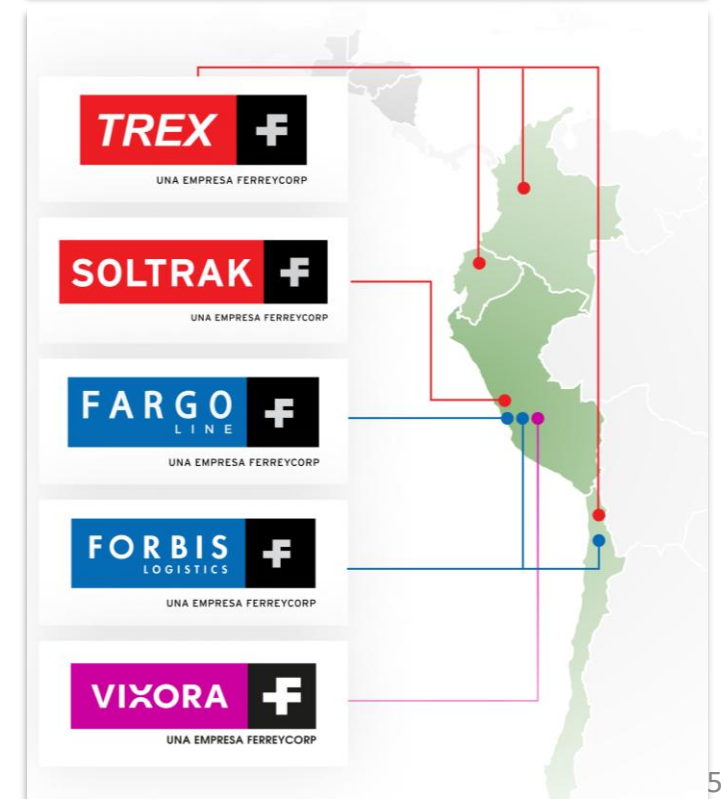 TREX
UNA EMPRESA FERREYCORP
SOLTRAK
UNA EMPRESA FERREYCORP
FARGO
LINE
UNA EMPRESA FERREYCORP
FORBIS
LOGISTICS
UNA EMPRESA FERREYCORP
VIXORA
UNA EMPRESA FERREYCORP
5